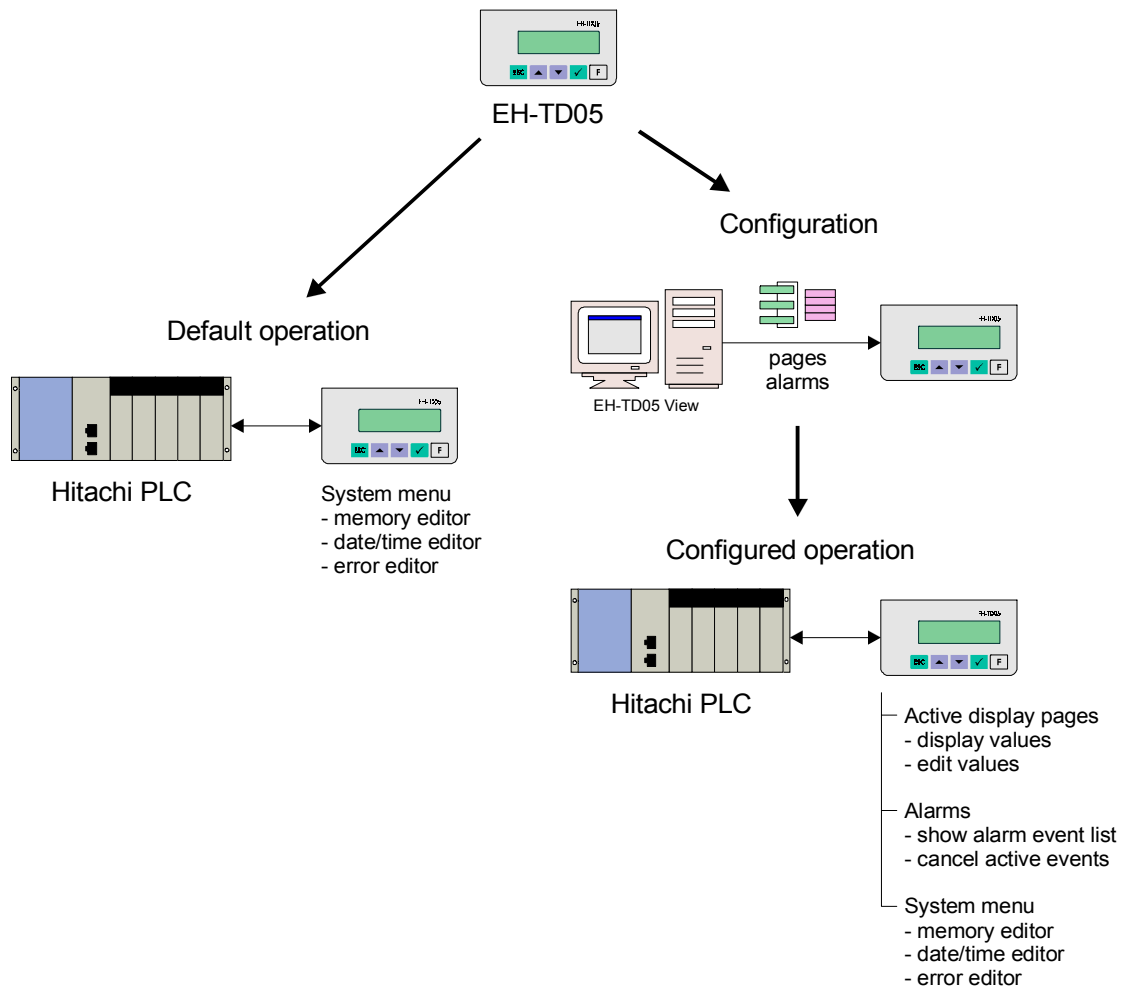 EH-TD05
Configuration
Default operation
pages
alarms
EH-TD05 View
Hitachi PLC
System menu
- memory editor
- date/time editor
- error editor
Configured operation
Hitachi PLC
F
F
F
F
Active display pages
- display values
- edit values
Alarms
- show alarm event list
- cancel active events
System menu
- memory editor
- date/time editor
- error editor